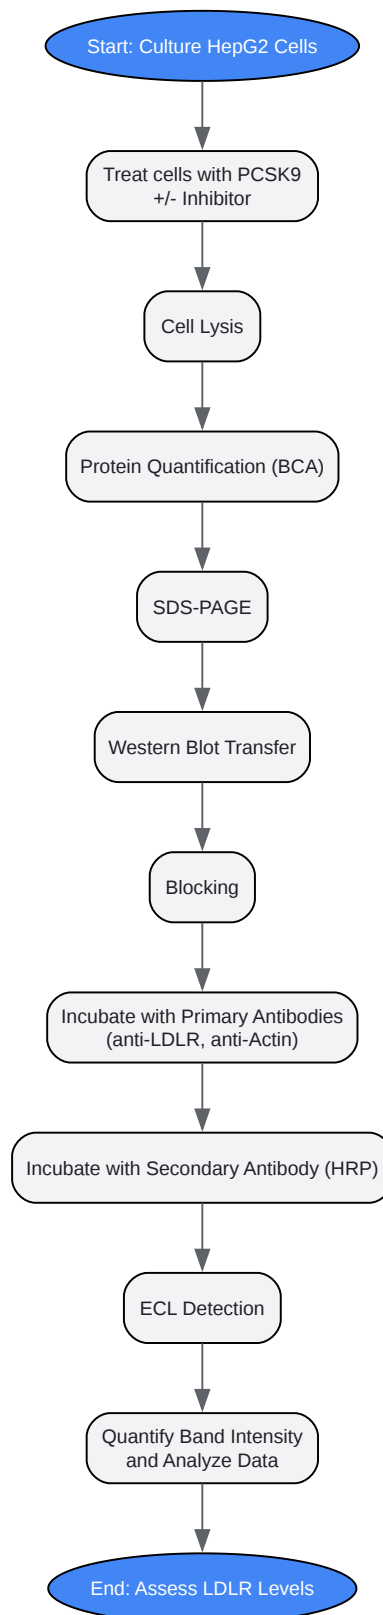 Start: Culture HepG2 Cells
Treat cells with PCSK9
+/- Inhibitor
Cell Lysis
Protein Quantification (BCA)
SDS-PAGE
Western Blot Transfer
Blocking
Incubate with Primary Antibodies
(anti-LDLR, anti-Actin)
Incubate with Secondary Antibody (HRP)
ECL Detection
Quantify Band Intensity
and Analyze Data
End: Assess LDLR Levels